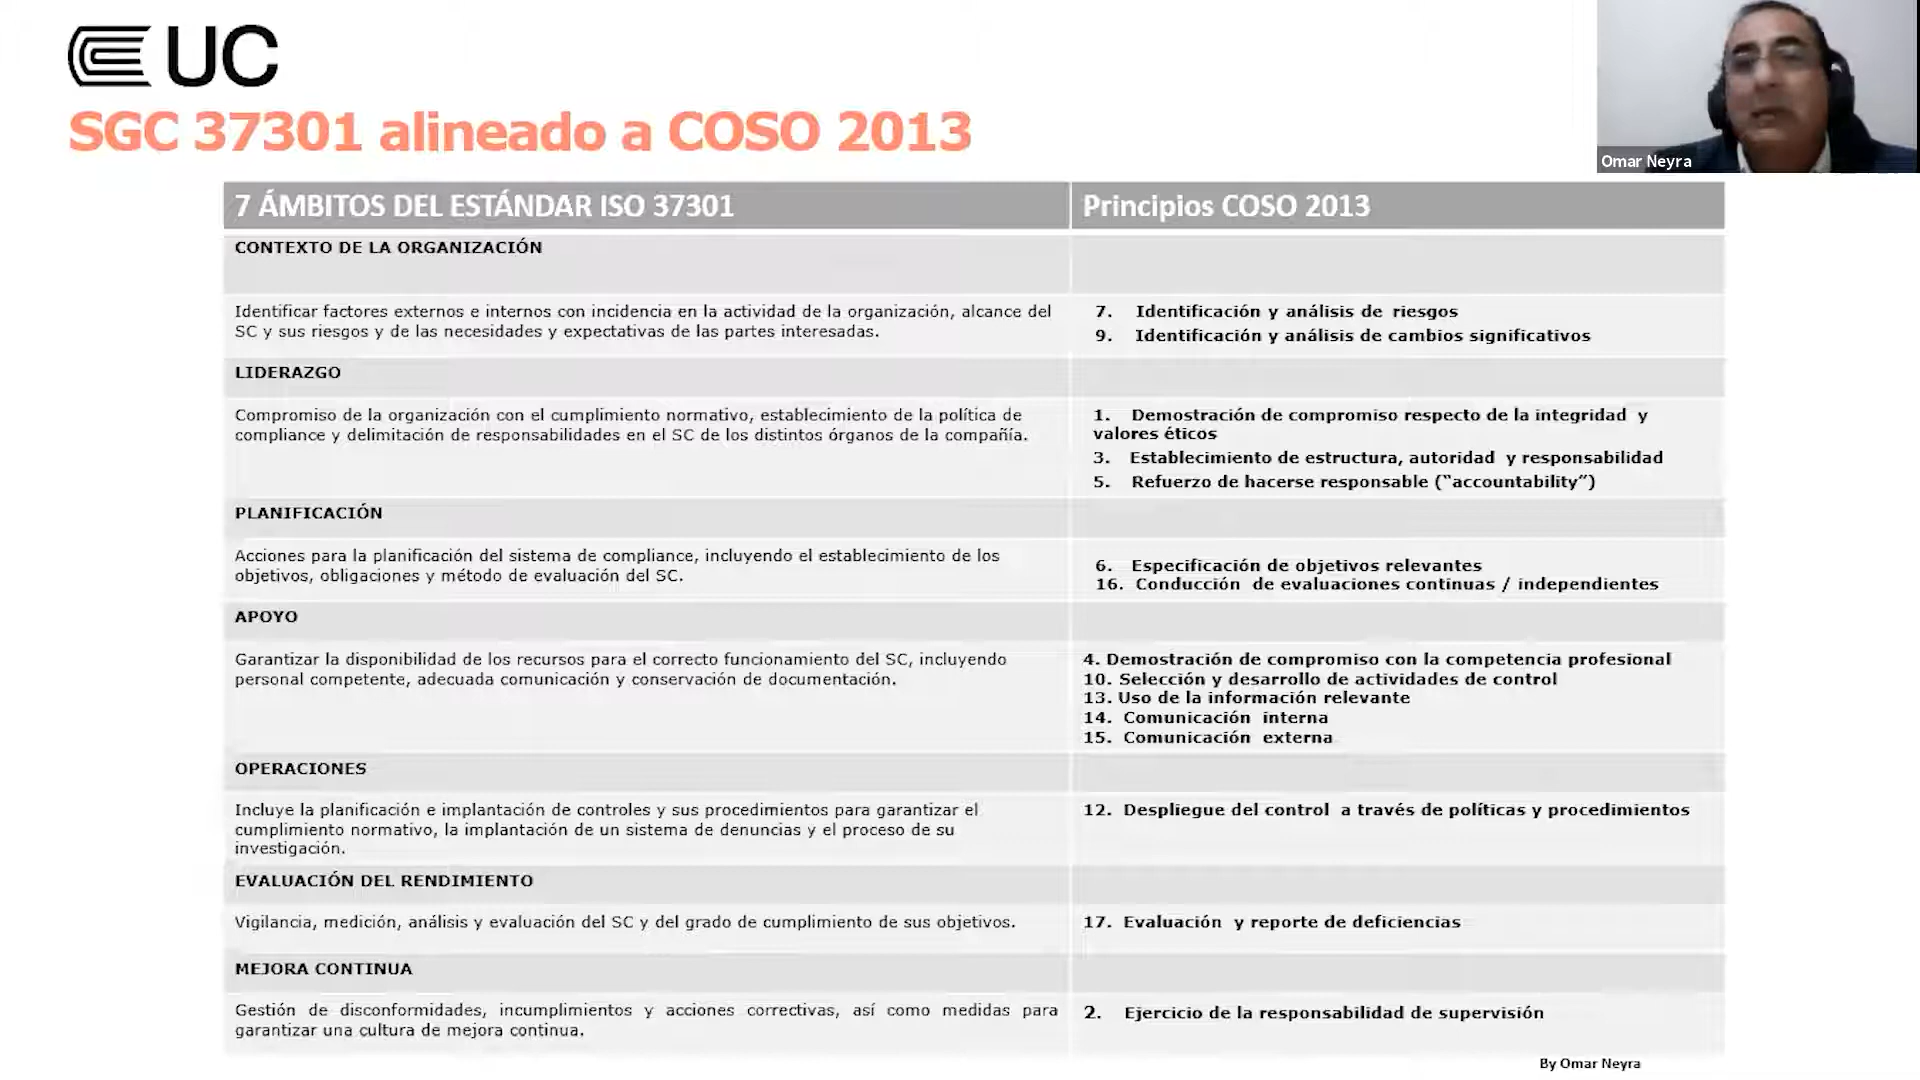 UC
Omar Neyra
SGC 37301 alineado a COSO 2013
7 ÁMBITOS DEL ESTÁNDAR ISO 37301
Principios COSO 2013
CONTEXTO DE LA ORGANIZACIÓN
Identificar factores externos e internos con incidencia en la actividad de la organización, alcance del
SC y sus riesgos y de las necesidades y expectativas de las partes interesadas.
7. Identificación y análisis de riesgos
9. Identificación y análisis de cambios significativos
LIDERAZGO
Compromiso de la organización con el cumplimiento normativo, establecimiento de la política de
compliance y delimitación de responsabilidades en el SC de los distintos órganos de la compañía.
1. Demostración de compromiso respecto de la integridad y
valores éticos
3. Establecimiento de estructura, autoridad y responsabilidad
5. Refuerzo de hacerse responsable (“accountability”)
PLANIFICACIÓN
Acciones para la planificación del sistema de compliance, incluyendo el establecimiento de los
objetivos, obligaciones y método de evaluación del SC.
6. Especificación de objetivos relevantes
16. Conducción de evaluaciones continuas / independientes
APOYO
Garantizar la disponibilidad de los recursos para el correcto funcionamiento del SC, incluyendo
personal competente, adecuada comunicación y conservación de documentación.
4. Demostración de compromiso con la competencia profesional
10. Selección y desarrollo de actividades de control
13. Uso de la información relevante
14. Comunicación interna
15. Comunicación externa
OPERACIONES
Incluye la planificación e implantación de controles y sus procedimientos para garantizar el
cumplimiento normativo, la implantación de un sistema de denuncias y el proceso de su
investigación.
12. Despliegue del control a través de políticas y procedimientos
EVALUACIÓN DEL RENDIMIENTO
Vigilancia, medición, análisis y evaluación del SC y del grado de cumplimiento de sus objetivos.
17. Evaluación y reporte de deficiencias
MEJORA CONTINUA
Gestión de disconformidades, incumplimientos y acciones correctivas, así como medidas para
garantizar una cultura de mejora continua.
2. Ejercicio de la responsabilidad de supervisión
By Omar Neyra